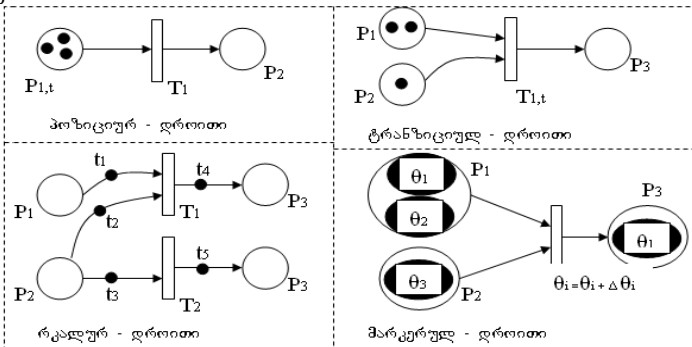 P1,t
T1
P2
პოზიციურ - დროითი
P1
P2
T1,t
P3
ტრანზიციულ - დროითი
t1
t2
t3
t4
t5
P1
P2
T1
T2
P3
P3
რკალურ - დროითი
θ1
θ2
θ3
P1
P2
P3
θ1
θi=θi + Δ θi
მარკერულ - დროითი